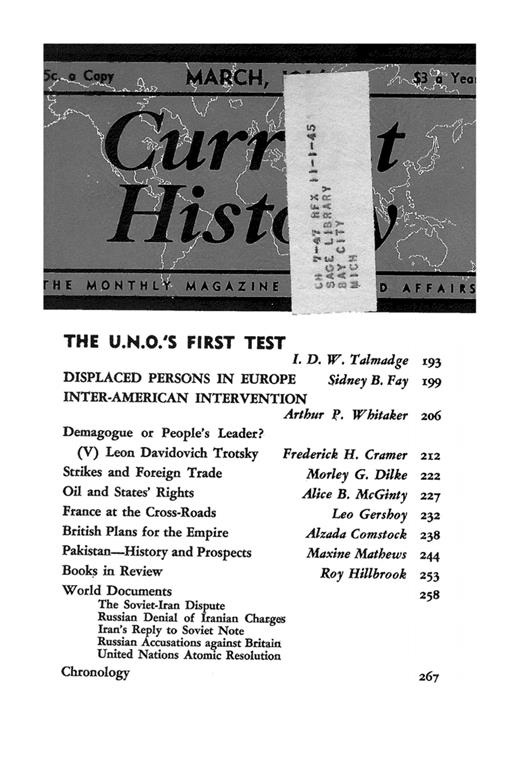 5c. a Copy MARCH, $3 a Year
Current
History
THE MONTHLY MAGAZINE D AFFAIRS
CH 7-47 RFX 11-1-45
SAGE LIBRARY
BAY CITY
MICH
THE U.N.O.'S FIRST TEST
I. D. W. Talmadge 193
DISPLACED PERSONS IN EUROPE Sidney B. Fay 199
INTER-AMERICAN INTERVENTION
Arthur P. Whitaker 206
Demagogue or People's Leader?
(V) Leon Davidovich Trotsky Frederick H. Cramer 212
Strikes and Foreign Trade Morley G. Dilke 222
Oil and States' Rights Alice B. McGinty 227
France at the Cross-Roads Leo Gershoy 232
British Plans for the Empire Alzada Comstock 238
Pakistan—History and Prospects Maxine Mathews 244
Books in Review Roy Hillbrook 253
World Documents 258
The Soviet-Iran Dispute
Russian Denial of Iranian Charges
Iran's Reply to Soviet Note
Russian Accusations against Britain
United Nations Atomic Resolution
Chronology 267